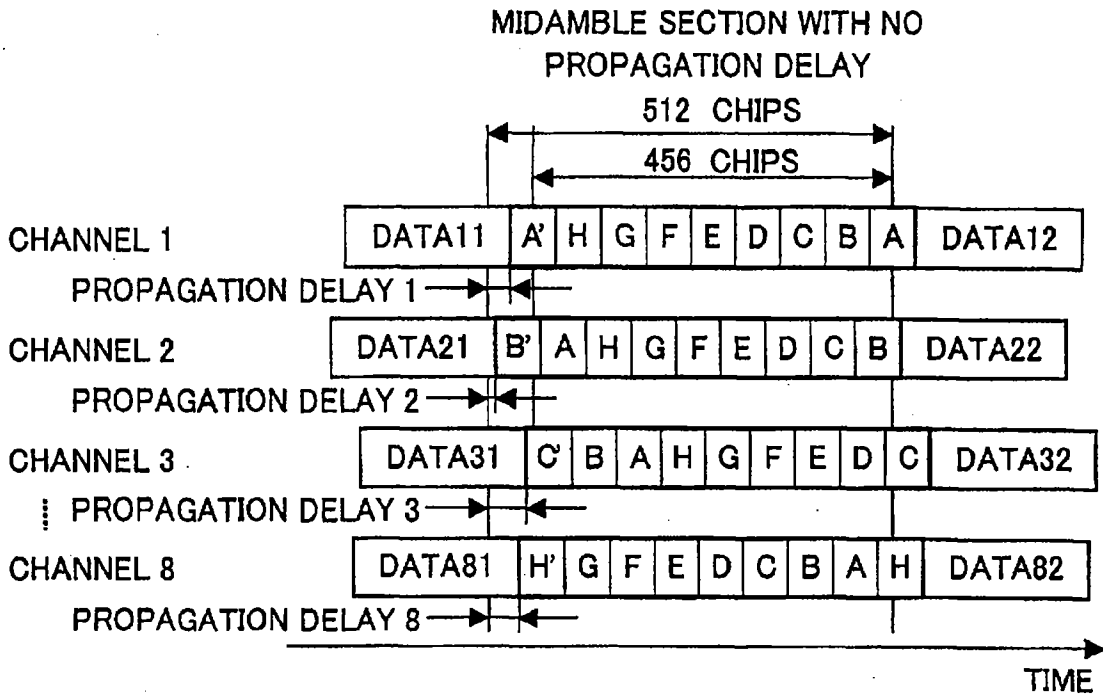 MIDAMBLE SECTION WITH NO
PROPAGATION DELAY
512 CHIPS
456 CHIPS
CHANNEL 1 DATA11 A' H G F E D C B A DATA12
PROPAGATION DELAY 1
CHANNEL 2 DATA21 B' A H G F E D C B DATA22
PROPAGATION DELAY 2
CHANNEL 3 DATA31 C' B A H G F E D C DATA32
PROPAGATION DELAY 3
CHANNEL 8 DATA81 H' G F E D C B A H DATA82
PROPAGATION DELAY 8
TIME